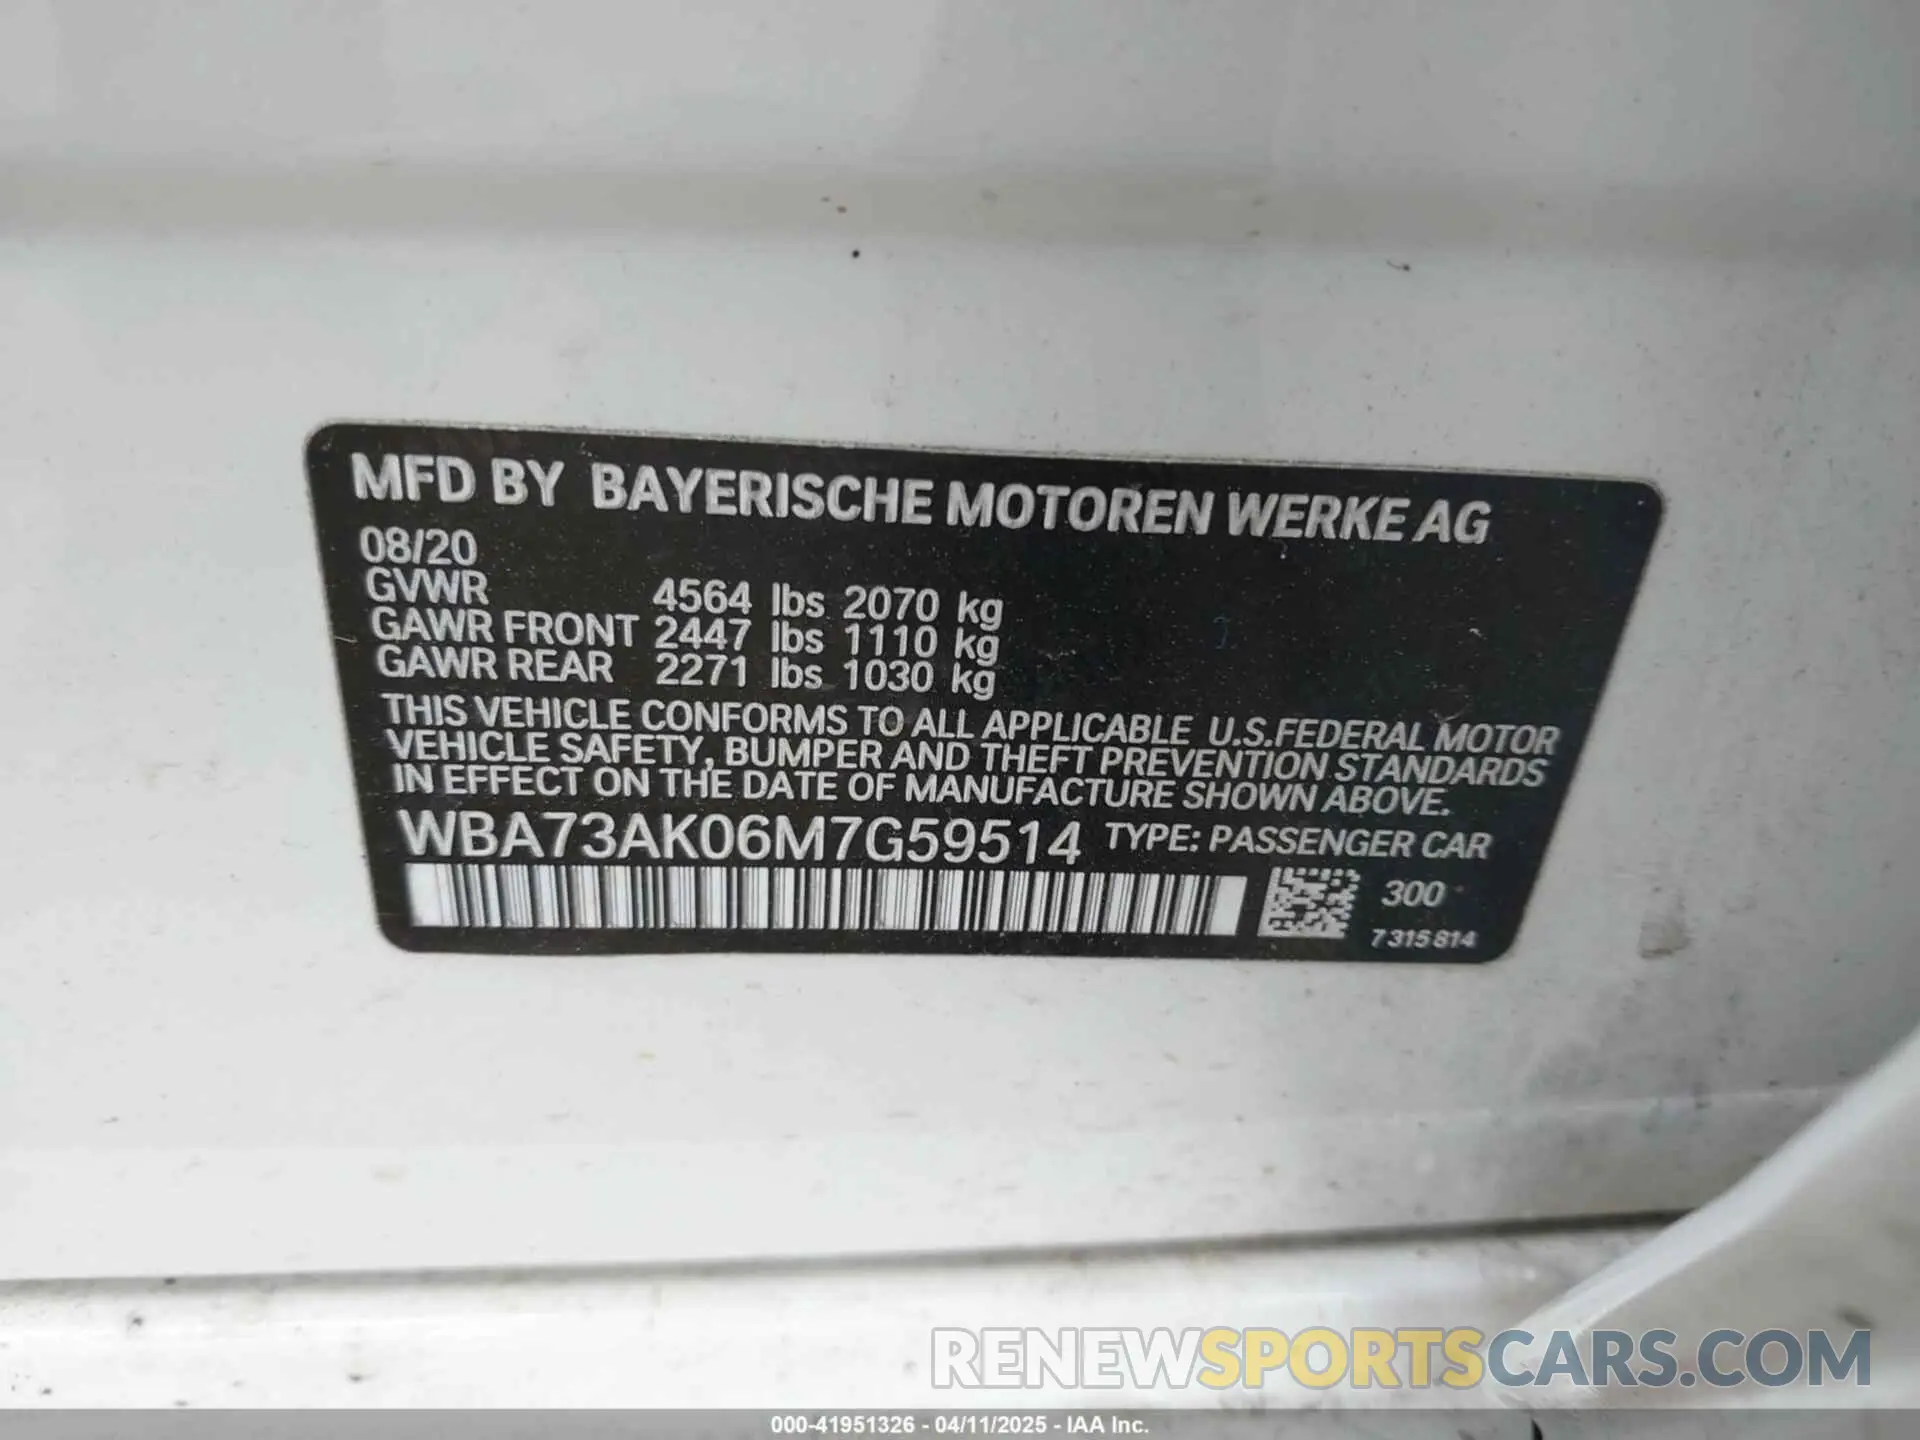 MFD BY BAYERISCHE MOTOREN WERKE AG
08/20
GVWR 4564 lbs 2070 kg
GAWR FRONT 2447 lbs 1110 kg
GAWR REAR 2271 lbs 1030 kg
THIS VEHICLE CONFORMS TO ALL APPLICABLE U.S.FEDERAL MOTOR
VEHICLE SAFETY, BUMPER AND THEFT PREVENTION STANDARDS
IN EFFECT ON THE DATE OF MANUFACTURE SHOWN ABOVE.
WBA73AK06M7G59514 TYPE: PASSENGER CAR
300
7315814
RENEWSPORTSCARS.COM
000-41951326 - 04/11/2025 - IAA Inc.